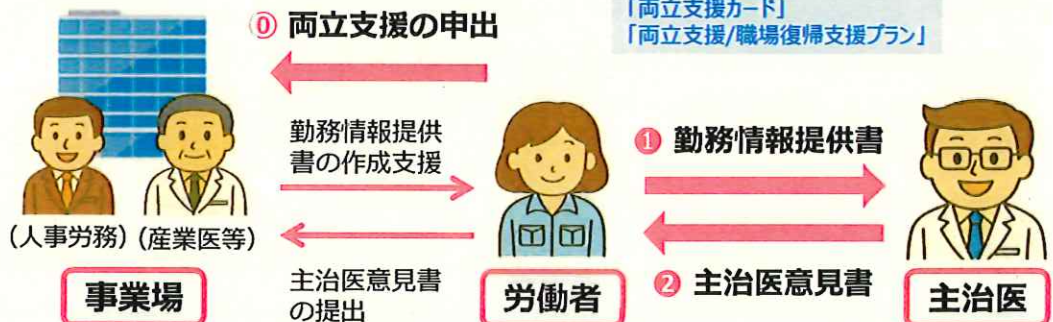 「両立支援カード」
「両立支援/職場復帰支援プラン」
⓪ 両立支援の申出
勤務情報提供
書の作成支援
① 勤務情報提供書
(人事労務) (産業医等)
主治医意見書
の提出
② 主治医意見書
事業場
労働者
主治医